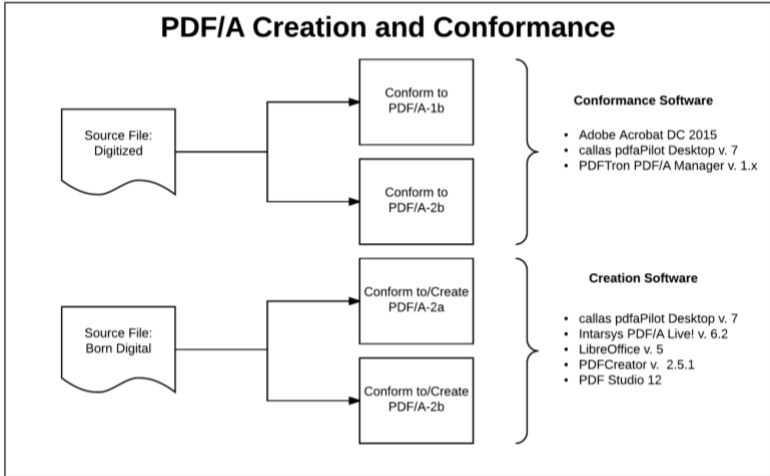 PDF/A Creation and Conformance
Source File:
Digitized
Conform to
PDF/A-1b
Conform to
PDF/A-2b
Conformance Software
• Adobe Acrobat DC 2015
• callas pdfaPilot Desktop v. 7
• PDFTron PDF/A Manager v. 1.x
Source File:
Born Digital
Conform to/Create
PDF/A-2a
Conform to/Create
PDF/A-2b
Creation Software
• callas pdfaPilot Desktop v. 7
• Intarsys PDF/A Live! v. 6.2
• LibreOffice v. 5
• PDFCreator v.  2.5.1
• PDF Studio 12